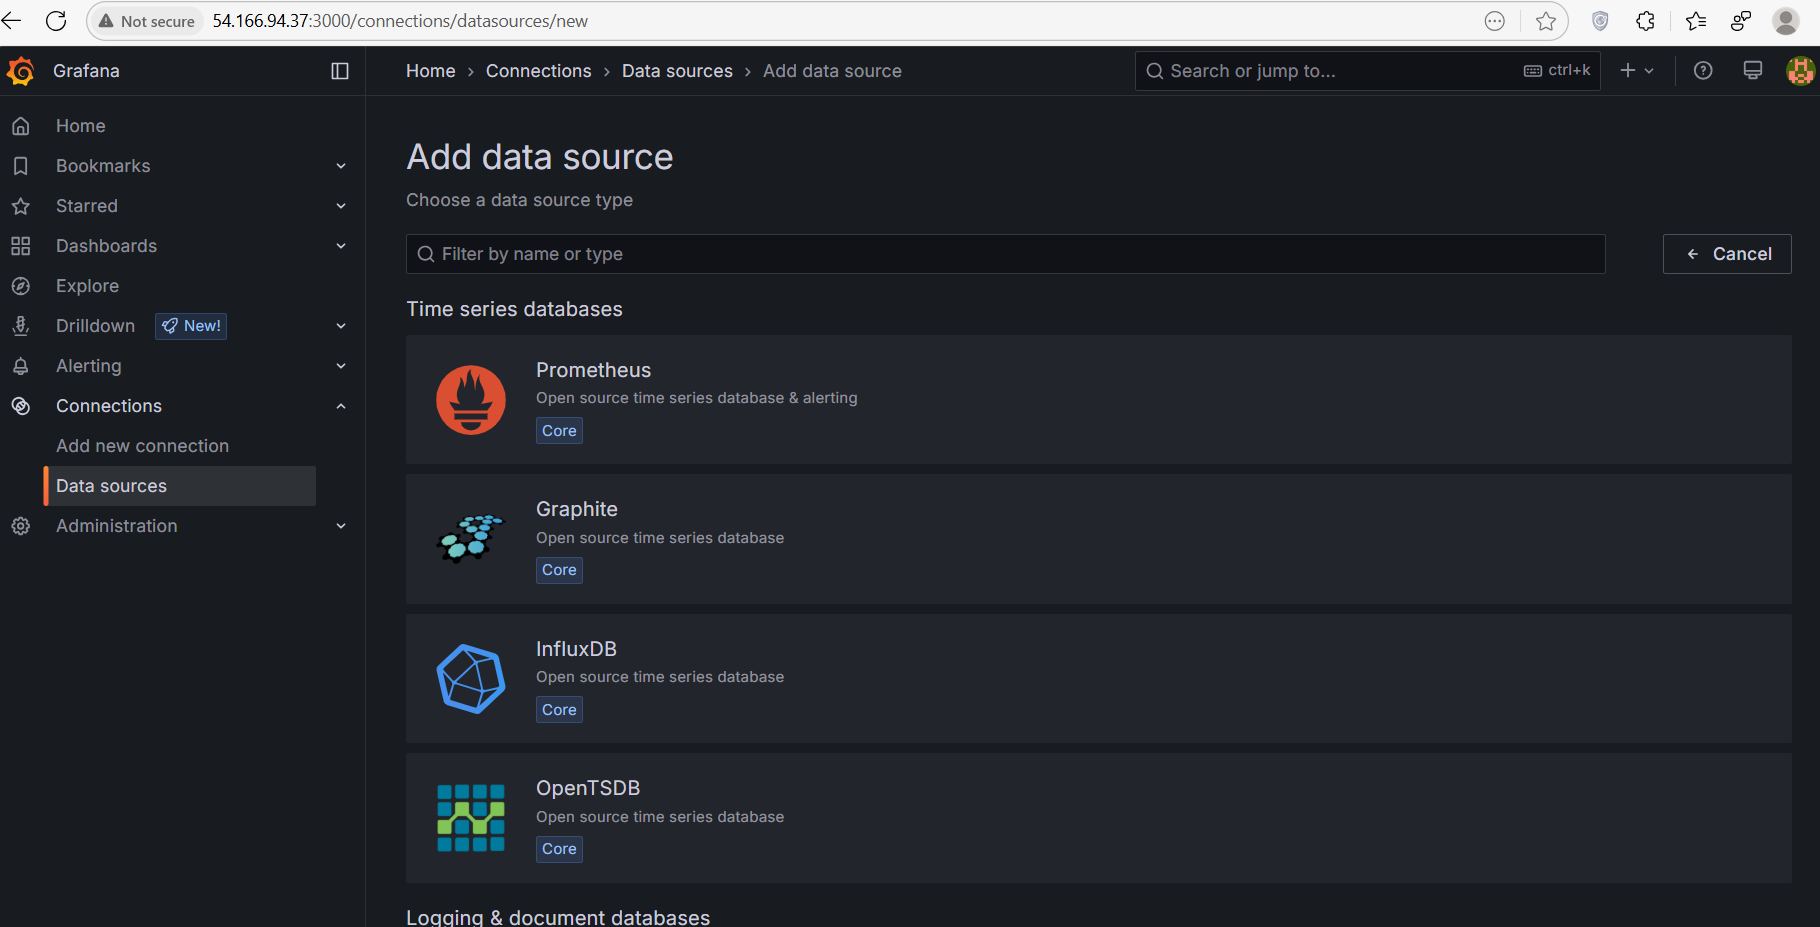 Not secure 54.166.94.37:3000/connections/datasources/new
Grafana
Home › Connections › Data sources › Add data source
Search or jump to...
ctrl+k
Home
Bookmarks
Starred
Dashboards
Explore
Drilldown New!
Alerting
Connections
Add new connection
Data sources
Administration
Add data source
Choose a data source type
Filter by name or type
Cancel
Time series databases
Prometheus
Open source time series database & alerting
Core
Graphite
Open source time series database
Core
InfluxDB
Open source time series database
Core
OpenTSDB
Open source time series database
Core
Logging & document databases